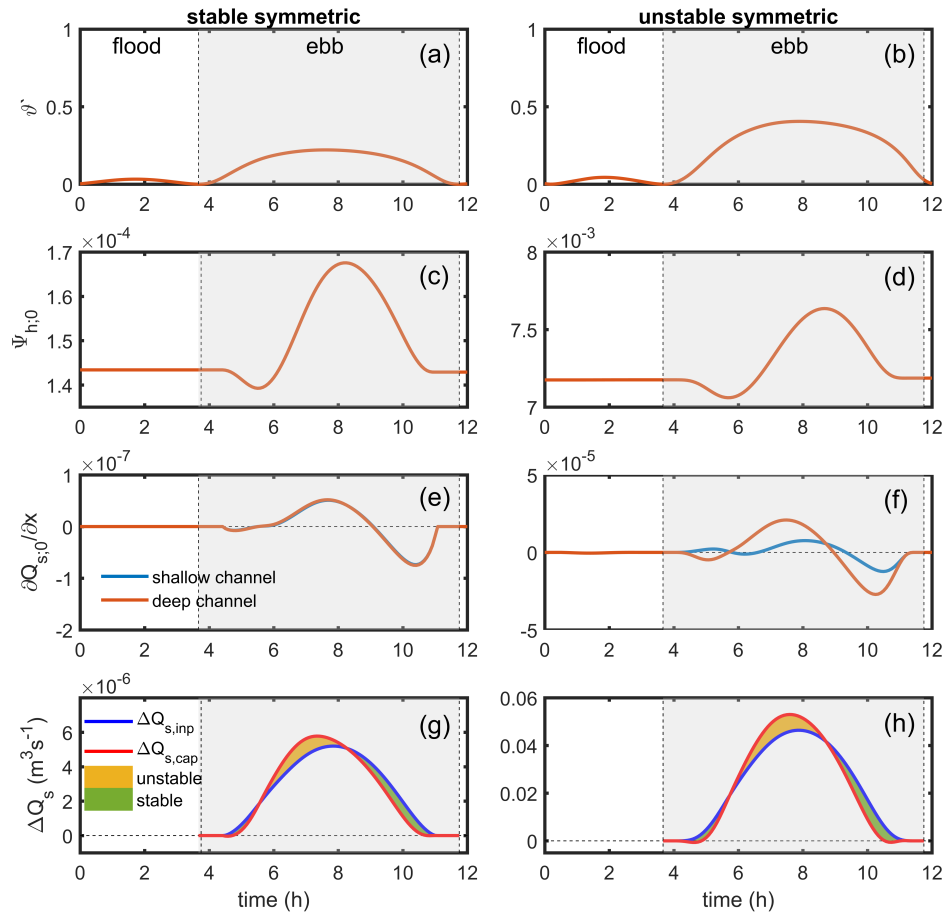 stable symmetric
unstable symmetric
flood ebb (a)
flood ebb (b)
1
0.5
0
ϑ`
0 2 4 6 8 10 12
1
0.5
0
0 2 4 6 8 10 12
×10⁻⁴
1.7
1.6
1.5
1.4
Ψh;0
(c)
0 2 4 6 8 10 12
×10⁻³
8
7.5
7
(d)
0 2 4 6 8 10 12
×10⁻⁷
1
0
-1
-2
∂Qs;0/∂x
(e)
shallow channel
deep channel
0 2 4 6 8 10 12
×10⁻⁵
5
0
-5
(f)
0 2 4 6 8 10 12
×10⁻⁶
6
4
2
0
ΔQs (m³s⁻¹)
(g)
ΔQs,inp
ΔQs,cap
unstable
stable
0 2 4 6 8 10 12
time (h)
0.06
0.04
0.02
0
(h)
0 2 4 6 8 10 12
time (h)